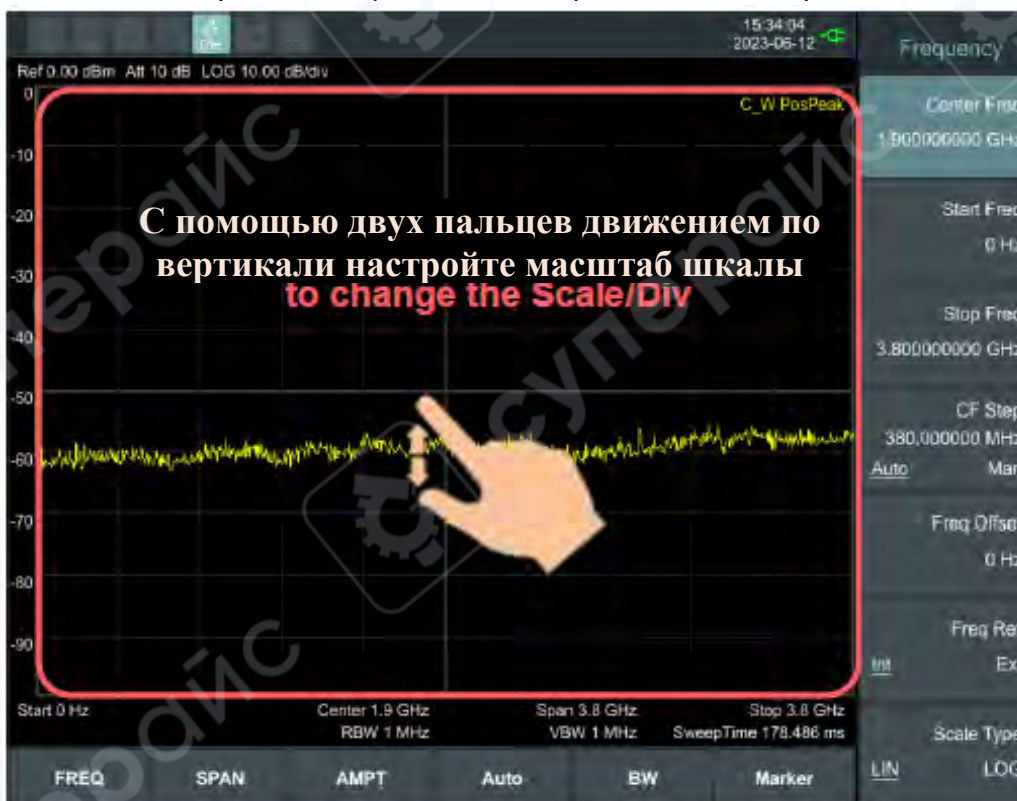 15:34:04
2023-06-12
Ref 0.00 dBm Att 10 dB LOG 10.00 dB/div
C_W PosPeak
0
-10
-20
-30
-40
-50
-60
-70
-80
-90
С помощью двух пальцев движением по
вертикали настройте масштаб шкалы
to change the Scale/Div
Start 0 Hz Center 1.9 GHz Span 3.8 GHz Stop 3.8 GHz
RBW 1 MHz VBW 1 MHz SweepTime 178.486 ms
FREQ SPAN AMPT Auto BW Marker
Frequency
Center Freq
1.900000000 GHz
Start Freq
0 Hz
Stop Freq
3.800000000 GHz
CF Step
380.000000 MHz
Auto Man
Freq Offset
0 Hz
Freq Ref
Int Ext
Scale Type
LIN LOG
суперайс